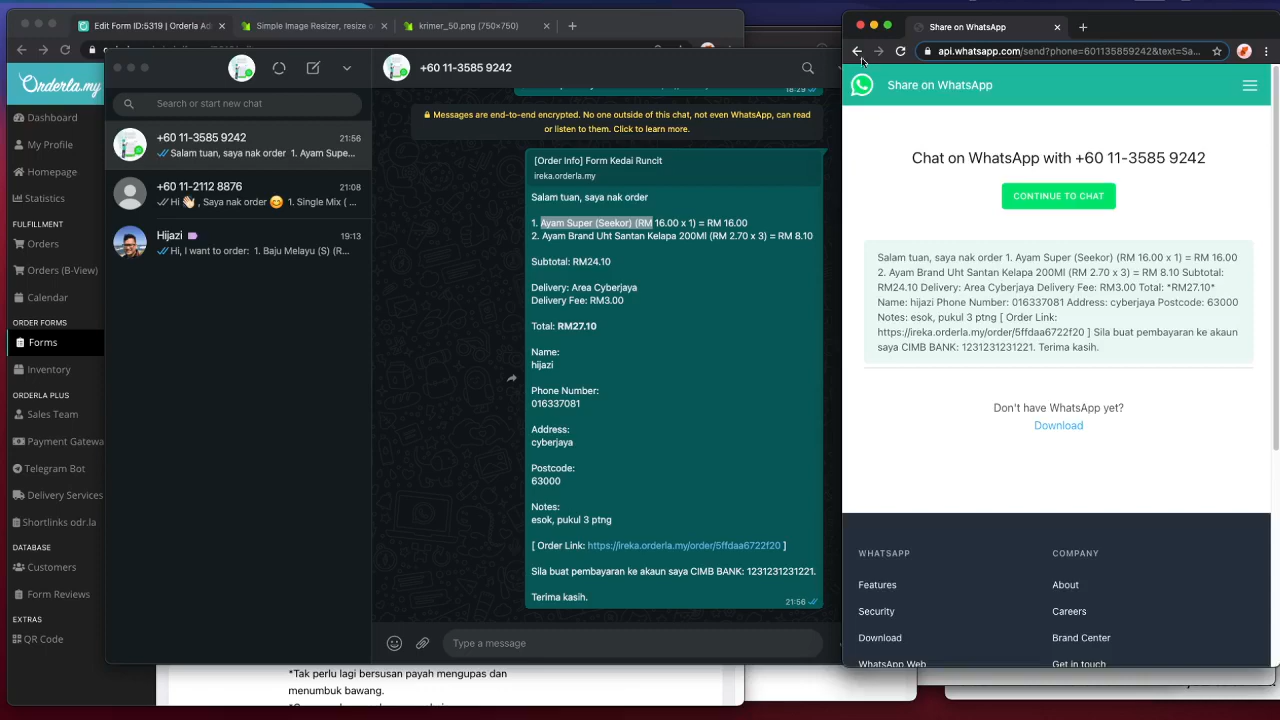 Edit Form ID:5319 | Orderla Ad
Simple Image Resizer, resize o
krimer_50.png (750×750)
Orderla.my
Dashboard
My Profile
Homepage
Statistics
FULFILLMENT
Orders
Orders (B-View)
Calendar
ORDER FORMS
Forms
Inventory
ORDERLA PLUS
Sales Team
Payment Gatewa
Telegram Bot
Delivery Services
Shortlinks odr.la
DATABASE
Customers
Form Reviews
EXTRAS
QR Code
Search or start new chat
+60 11-3585 9242
21:56
Salam tuan, saya nak order 1. Ayam Supe...
+60 11-2112 8876
21:08
Hi 👋🏻 , Saya nak order 😊 1. Single Mix ( ...
Hijazi
19:13
Hi, I want to order: 1. Baju Melayu (S) (R...
+60 11-3585 9242
18:29
Messages are end-to-end encrypted. No one outside of this chat, not even WhatsApp, can read
or listen to them. Click to learn more.
[Order Info] Form Kedai Runcit
ireka.orderla.my
Salam tuan, saya nak order
1. Ayam Super (Seekor) (RM 16.00 x 1) = RM 16.00
2. Ayam Brand Uht Santan Kelapa 200Ml (RM 2.70 x 3) = RM 8.10
Subtotal: RM24.10
Delivery: Area Cyberjaya
Delivery Fee: RM3.00
Total: RM27.10
Name:
hijazi
Phone Number:
016337081
Address:
cyberjaya
Postcode:
63000
Notes:
esok, pukul 3 ptng
[ Order Link: https://ireka.orderla.my/order/5ffdaa6722f20 ]
Sila buat pembayaran ke akaun saya CIMB BANK: 1231231231221.
Terima kasih.
21:56
Type a message
*Tak perlu lagi bersusan payah mengupas dan
menumbuk bawang.
Share on WhatsApp
api.whatsapp.com/send?phone=601135859242&text=Sa...
Share on WhatsApp
Chat on WhatsApp with +60 11-3585 9242
CONTINUE TO CHAT
Salam tuan, saya nak order 1. Ayam Super (Seekor) (RM 16.00 x 1) = RM 16.00
2. Ayam Brand Uht Santan Kelapa 200Ml (RM 2.70 x 3) = RM 8.10 Subtotal:
RM24.10 Delivery: Area Cyberjaya Delivery Fee: RM3.00 Total: *RM27.10*
Name: hijazi Phone Number: 016337081 Address: cyberjaya Postcode: 63000
Notes: esok, pukul 3 ptng [ Order Link:
https://ireka.orderla.my/order/5ffdaa6722f20 ] Sila buat pembayaran ke akaun
saya CIMB BANK: 1231231231221. Terima kasih.
Don't have WhatsApp yet?
Download
WHATSAPP
COMPANY
Features
About
Security
Careers
Download
Brand Center
WhatsApp Web
Get in touch